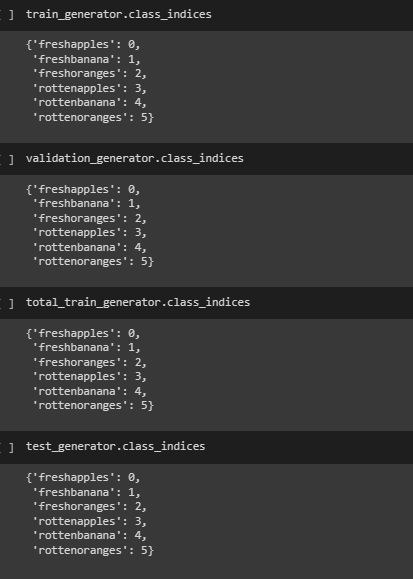 [ ] train_generator.class_indices
{'freshapples': 0,
'freshbanana': 1,
'freshoranges': 2,
'rottenapples': 3,
'rottenbanana': 4,
'rottenoranges': 5}
[ ] validation_generator.class_indices
{'freshapples': 0,
'freshbanana': 1,
'freshoranges': 2,
'rottenapples': 3,
'rottenbanana': 4,
'rottenoranges': 5}
[ ] total_train_generator.class_indices
{'freshapples': 0,
'freshbanana': 1,
'freshoranges': 2,
'rottenapples': 3,
'rottenbanana': 4,
'rottenoranges': 5}
[ ] test_generator.class_indices
{'freshapples': 0,
'freshbanana': 1,
'freshoranges': 2,
'rottenapples': 3,
'rottenbanana': 4,
'rottenoranges': 5}